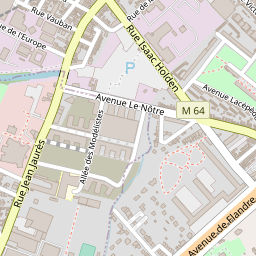 Rue Vauban
Rue de l'Europe
Rue Isaac Holden
P
Avenue Lacépè
Avenue Le Nôtre
M 64
Allée des Modélistes
Rue Jean Jaurès
Avenue de Flandre